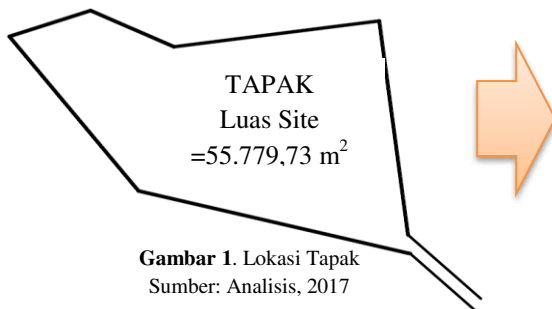 TAPAK
Luas Site
=55.779,73 m²
Gambar 1. Lokasi Tapak
Sumber: Analisis, 2017